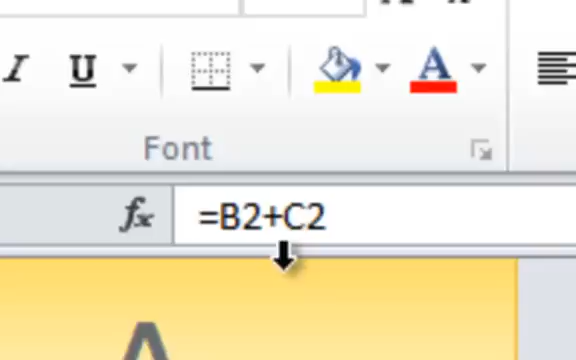 I U A
Font
fx =B2+C2
A